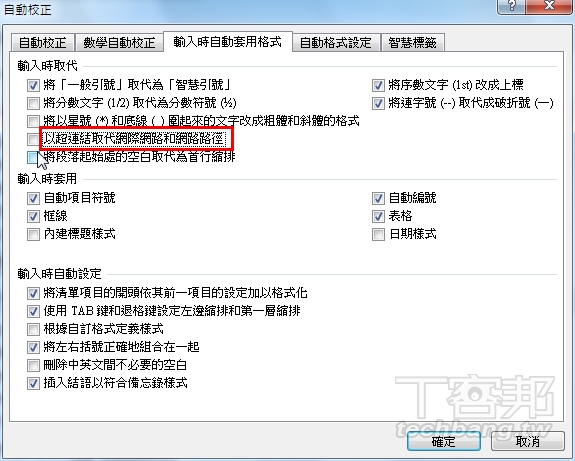 自動校正
自動校正 數學自動校正 輸入時自動套用格式 自動格式設定 智慧標籤
輸入時取代
將「一般引號」取代為「智慧引號」 將序數文字 (1st) 改成上標
將分數文字 (1/2) 取代為分數符號 (½) 將連字號 (--) 取代成破折號 (—)
將以星號 (*) 和底線 (_) 圍起來的文字改成粗體和斜體的格式
以超連結取代網際網路和網路路徑
將段落起始處的空白取代為首行縮排
輸入時套用
自動項目符號 自動編號
框線 表格
內建標題樣式 日期樣式
輸入時自動設定
將清單項目的開頭依其前一項目的設定加以格式化
使用 TAB 鍵和退格鍵設定左邊縮排和第一層縮排
根據自訂格式定義樣式
將左右括號正確地組合在一起
刪除中英文間不必要的空白
插入結語以符合備忘錄樣式
T客邦
techbang.tw
確定 取消